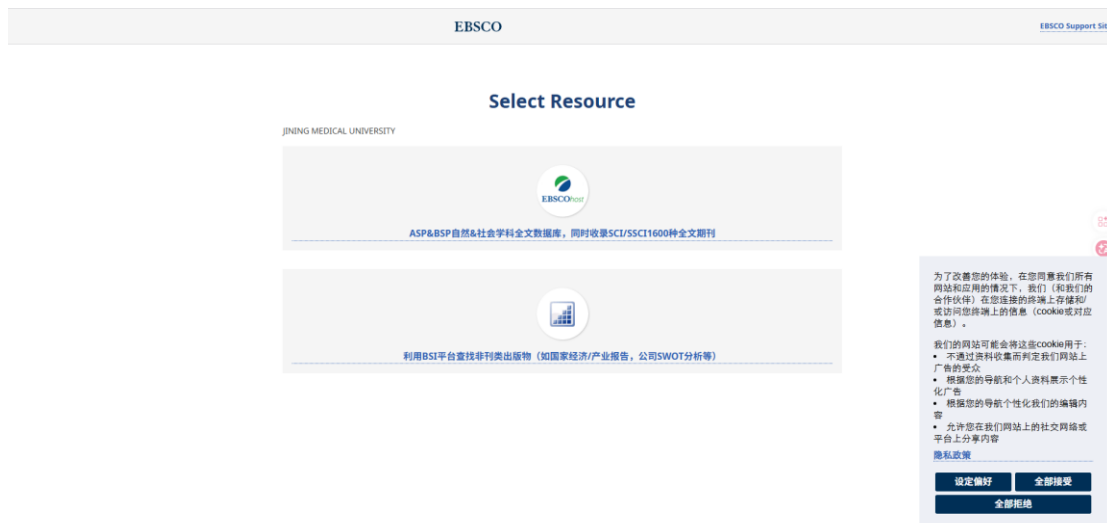 EBSCO
EBSCO Support Sit
Select Resource
JINING MEDICAL UNIVERSITY
EBSCOhost
ASP&BSP自然&社会学科全文数据库，同时收录SCI/SSCI1600种全文期刊
利用BSI平台查找非刊类出版物（如国家经济/产业报告，公司SWOT分析等）
为了改善您的体验，在您同意我们所有
网站和应用的情况下，我们（和我们的
合作伙伴）在您连接的终端上存储和/
或访问您终端上的信息（cookie或对应
信息）。
我们的网站可能会将这些cookie用于：
• 不通过资料收集而判定我们网站上
广告的受众
• 根据您的导航和个人资料展示个性
化广告
• 根据您的导航个性化我们的编辑内
容
• 允许您在我们网站上的社交网络或
平台上分享内容
隐私政策
设定偏好
全部接受
全部拒绝